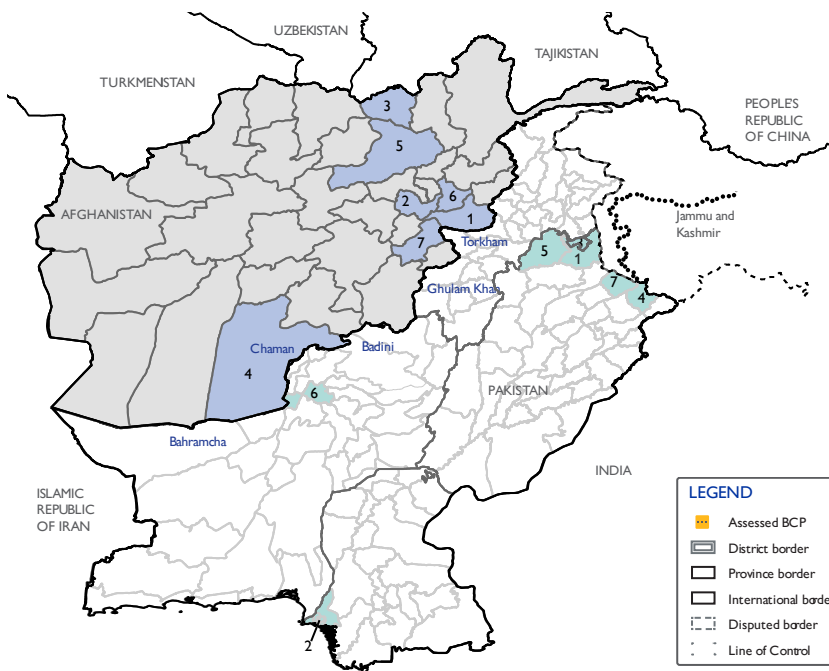 UZBEKISTAN
TAJIKISTAN
TURKMENSTAN
PEOPLE'S
REPUBLIC
OF CHINA
3
5
AFGHANISTAN
2
6
1
7
Jammu and
Kashmir
Torkham
5
3
1
Ghulam Khan
7
4
Chaman
Badini
4
6
PAKISTAN
Bahramcha
INDIA
ISLAMIC
REPUBLIC
OF IRAN
2
LEGEND
Assessed BCP
District border
Province border
International borde
Disputed border
Line of Control